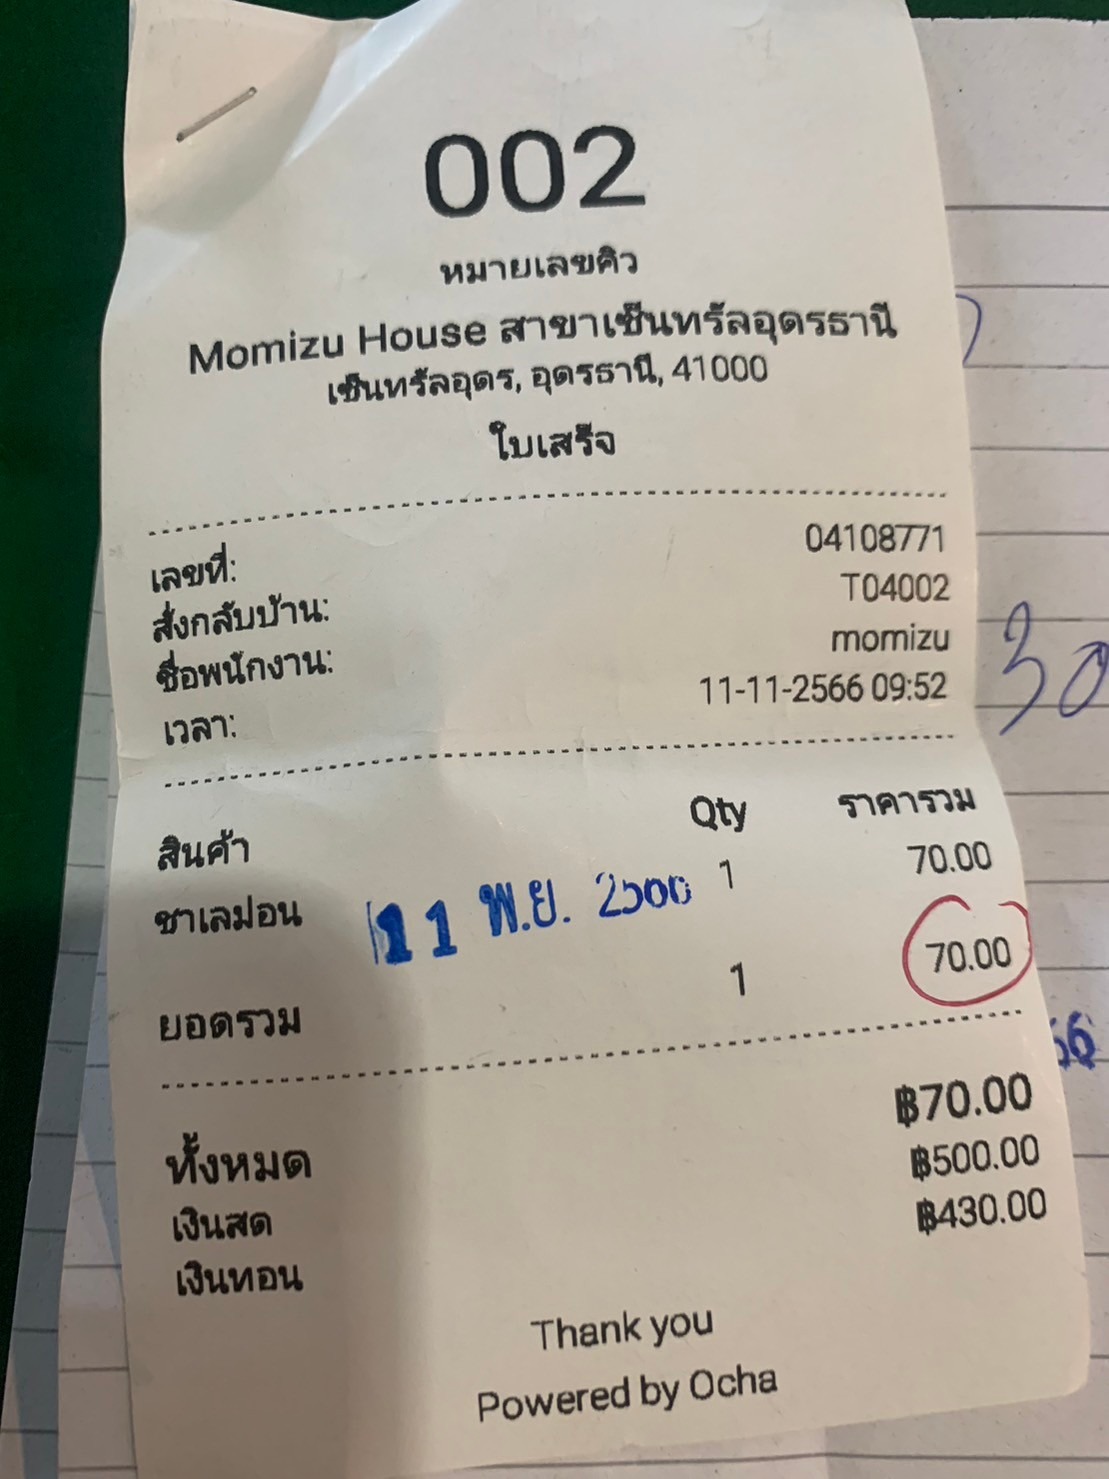 002
หมายเลขคิว
Momizu House สาขาเซ็นทรัลอุดรธานี
เซ็นทรัลอุดร, อุดรธานี, 41000
ใบเสร็จ
เลขที่: 04108771
สั่งกลับบ้าน: T04002
ชื่อพนักงาน: momizu
เวลา: 11-11-2566 09:52
สินค้า Qty ราคารวม
ชาเลม่อน 1 70.00
11 พ.ย.
ยอดรวม 1 70.00
ทั้งหมด ฿70.00
เงินสด ฿500.00
เงินทอน ฿430.00
Thank you
Powered by Ocha
30